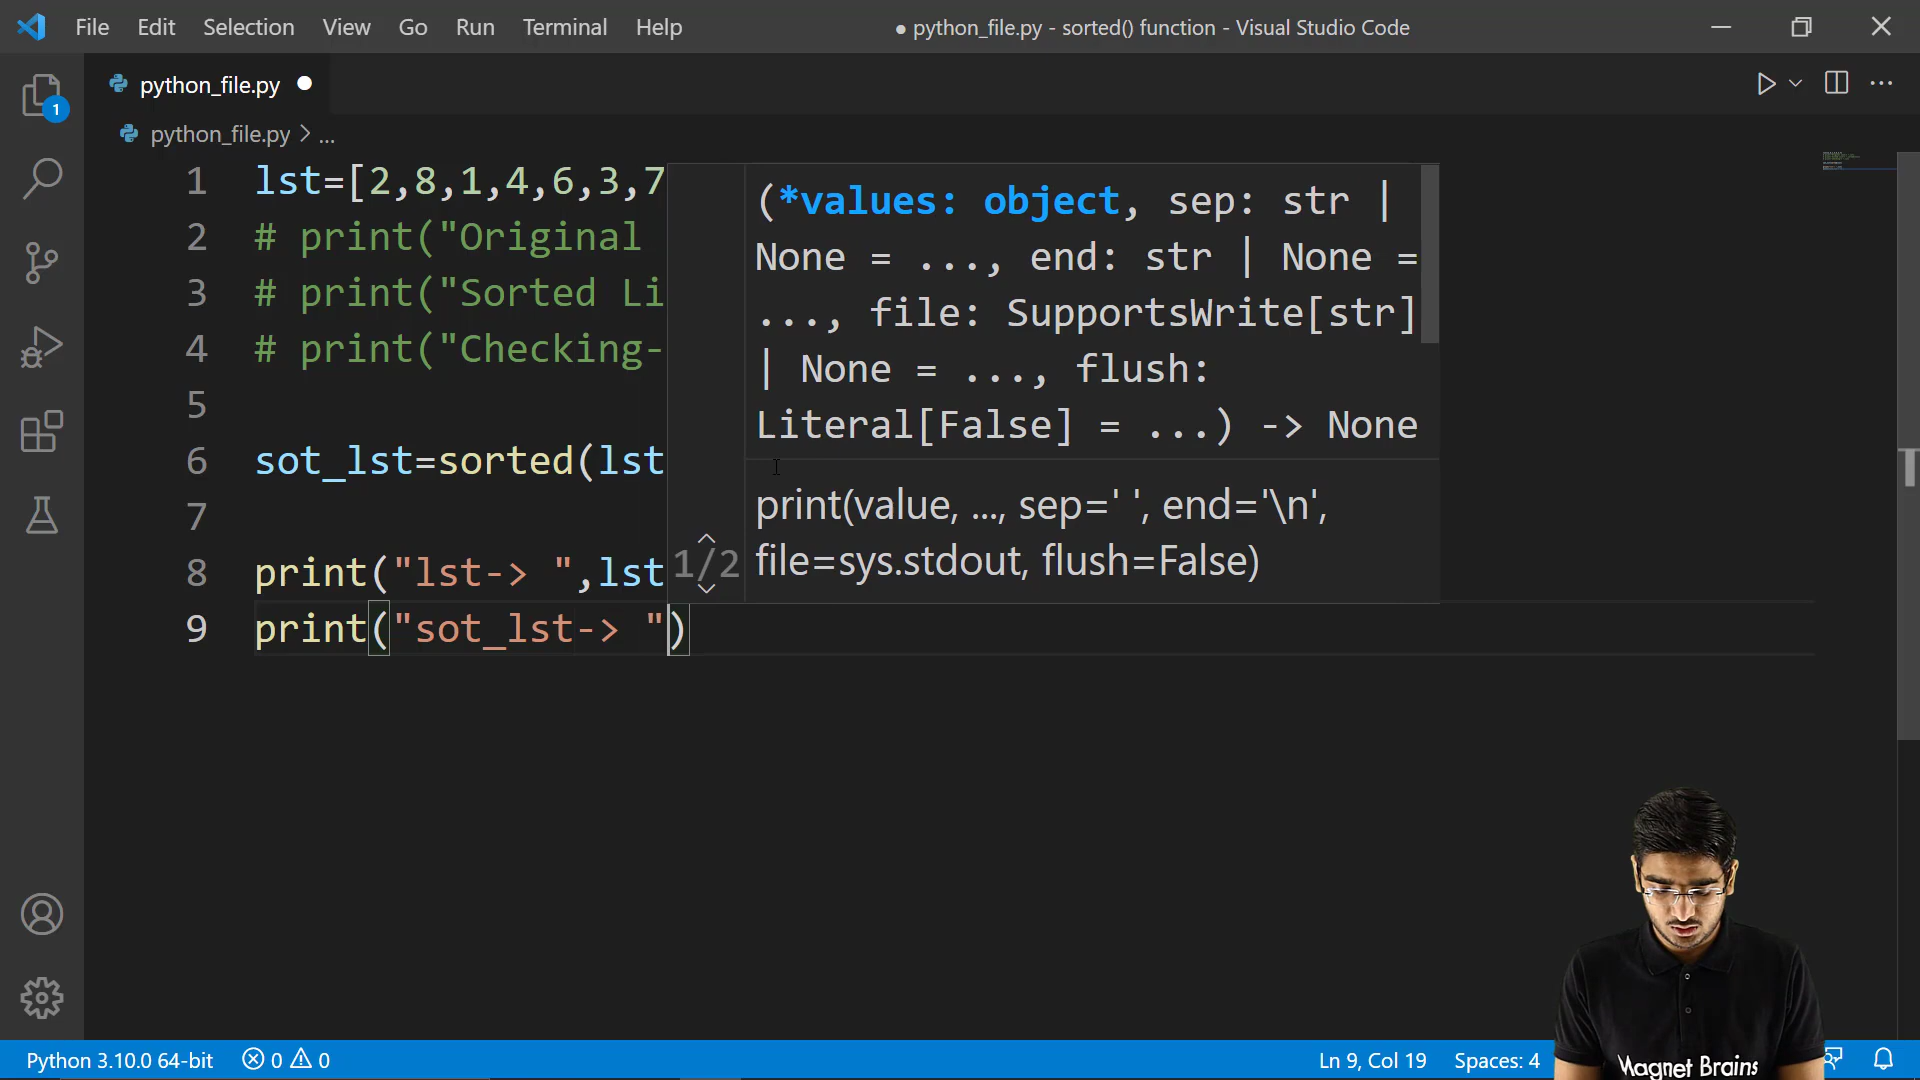 File Edit Selection View Go Run Terminal Help
● python_file.py - sorted() function - Visual Studio Code
python_file.py
python_file.py > ...
1
1 lst=[2,8,1,4,6,3,7
2 # print("Original
3 # print("Sorted Li
4 # print("Checking-
5
6 sot_lst=sorted(lst
7
8 print("lst-> ",lst
9 print("sot_lst-> ")
(*values: object, sep: str |
None = ..., end: str | None =
..., file: SupportsWrite[str]
| None = ..., flush:
Literal[False] = ...) -> None
print(value, ..., sep=' ', end='\n',
file=sys.stdout, flush=False)
1/2
Python 3.10.0 64-bit 0 0
Ln 9, Col 19 Spaces: 4
Magnet Brains